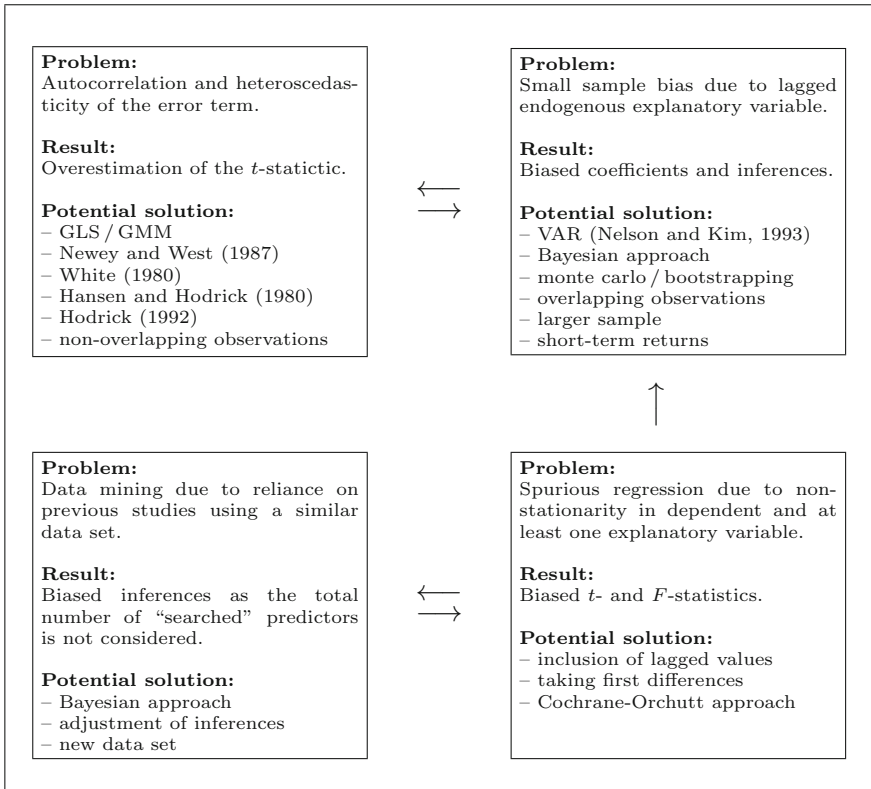 Problem:
Autocorrelation and heteroscedas-
ticity of the error term.
Result:
Overestimation of the t-statictic.
Potential solution:
– GLS / GMM
– Newey and West (1987)
– White (1980)
– Hansen and Hodrick (1980)
– Hodrick (1992)
– non-overlapping observations
Problem:
Small sample bias due to lagged
endogenous explanatory variable.
Result:
Biased coefficients and inferences.
Potential solution:
– VAR (Nelson and Kim, 1993)
– Bayesian approach
– monte carlo / bootstrapping
– overlapping observations
– larger sample
– short-term returns
Problem:
Data mining due to reliance on
previous studies using a similar
data set.
Result:
Biased inferences as the total
number of “searched” predictors
is not considered.
Potential solution:
– Bayesian approach
– adjustment of inferences
– new data set
Problem:
Spurious regression due to non-
stationarity in dependent and at
least one explanatory variable.
Result:
Biased t- and F-statistics.
Potential solution:
– inclusion of lagged values
– taking first differences
– Cochrane-Orchutt approach